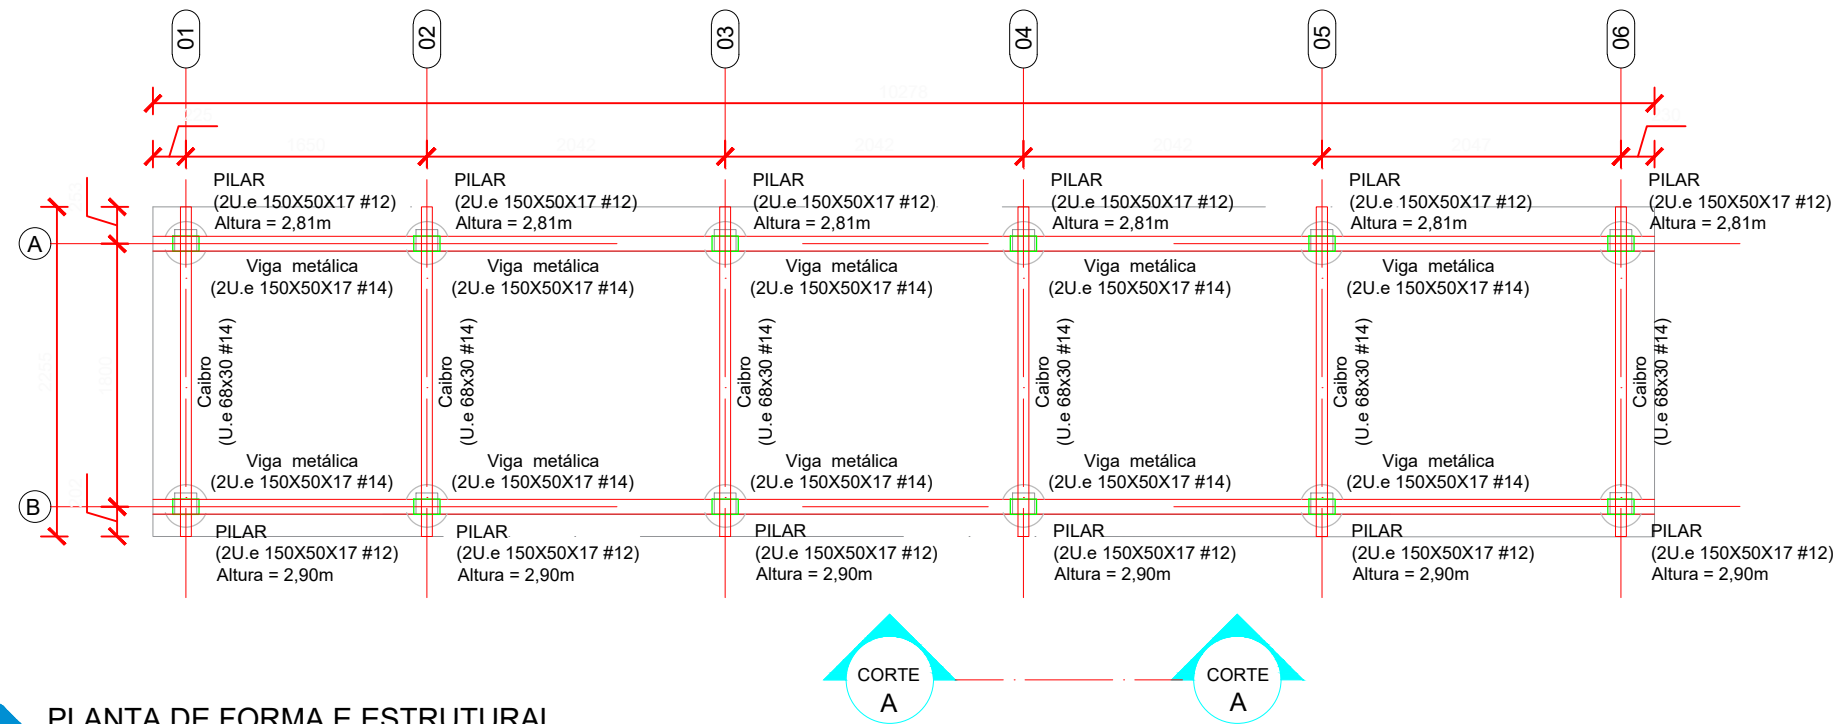 01
02
03
04
05
06
PILAR
(2U.e 150X50X17 #12)
Altura = 2,81m
PILAR
(2U.e 150X50X17 #12)
Altura = 2,81m
PILAR
(2U.e 150X50X17 #12)
Altura = 2,81m
PILAR
(2U.e 150X50X17 #12)
Altura = 2,81m
PILAR
(2U.e 150X50X17 #12)
Altura = 2,81m
PILAR
(2U.e 150X50X17 #12)
Altura = 2,81m
A
Viga metálica
(2U.e 150X50X17 #14)
Viga metálica
(2U.e 150X50X17 #14)
Viga metálica
(2U.e 150X50X17 #14)
Viga metálica
(2U.e 150X50X17 #14)
Viga metálica
(2U.e 150X50X17 #14)
Caibro
(U.e 68x30 #14)
Caibro
(U.e 68x30 #14)
Caibro
(U.e 68x30 #14)
Caibro
(U.e 68x30 #14)
Caibro
(U.e 68x30 #14)
Caibro
(U.e 68x30 #14)
Viga metálica
(2U.e 150X50X17 #14)
Viga metálica
(2U.e 150X50X17 #14)
Viga metálica
(2U.e 150X50X17 #14)
Viga metálica
(2U.e 150X50X17 #14)
Viga metálica
(2U.e 150X50X17 #14)
B
PILAR
(2U.e 150X50X17 #12)
Altura = 2,90m
PILAR
(2U.e 150X50X17 #12)
Altura = 2,90m
PILAR
(2U.e 150X50X17 #12)
Altura = 2,90m
PILAR
(2U.e 150X50X17 #12)
Altura = 2,90m
PILAR
(2U.e 150X50X17 #12)
Altura = 2,90m
PILAR
(2U.e 150X50X17 #12)
Altura = 2,90m
CORTE
A
CORTE
A
PLANTA DE FORMA E ESTRUTURAL